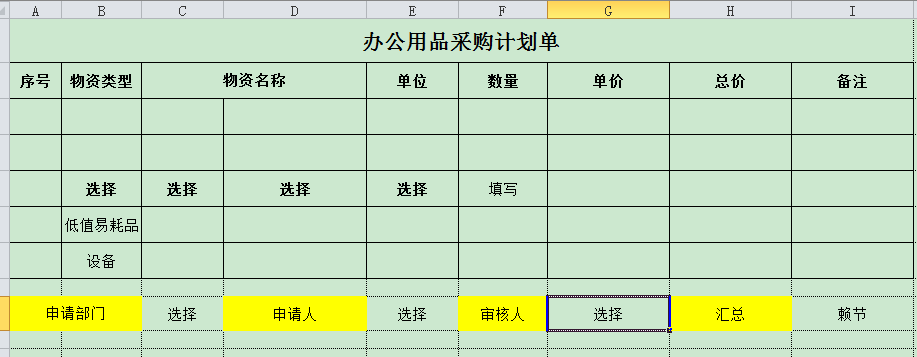 A B C D E F G H I
办公用品采购计划单
序号 物资类型 物资名称 单位 数量 单价 总价 备注
选择 选择 选择 选择 填写
低值易耗品
设备
申请部门 选择 申请人 选择 审核人 选择 汇总 赖节